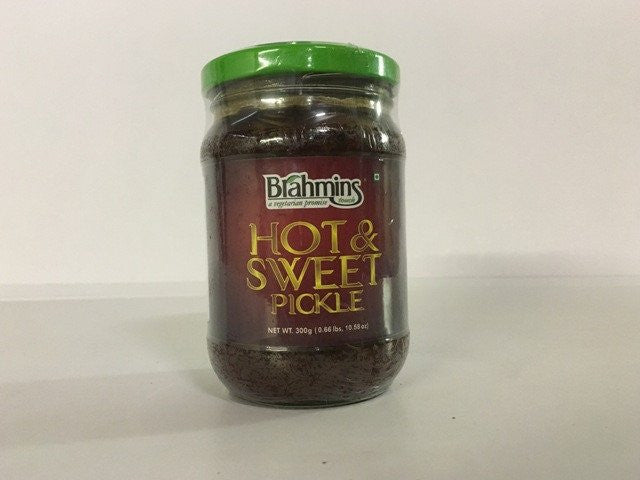 Brahmins
a vegetarian promise
HOT &
SWEET
PICKLE
NET WT. 300g (0.66 lbs, 10.58 oz)